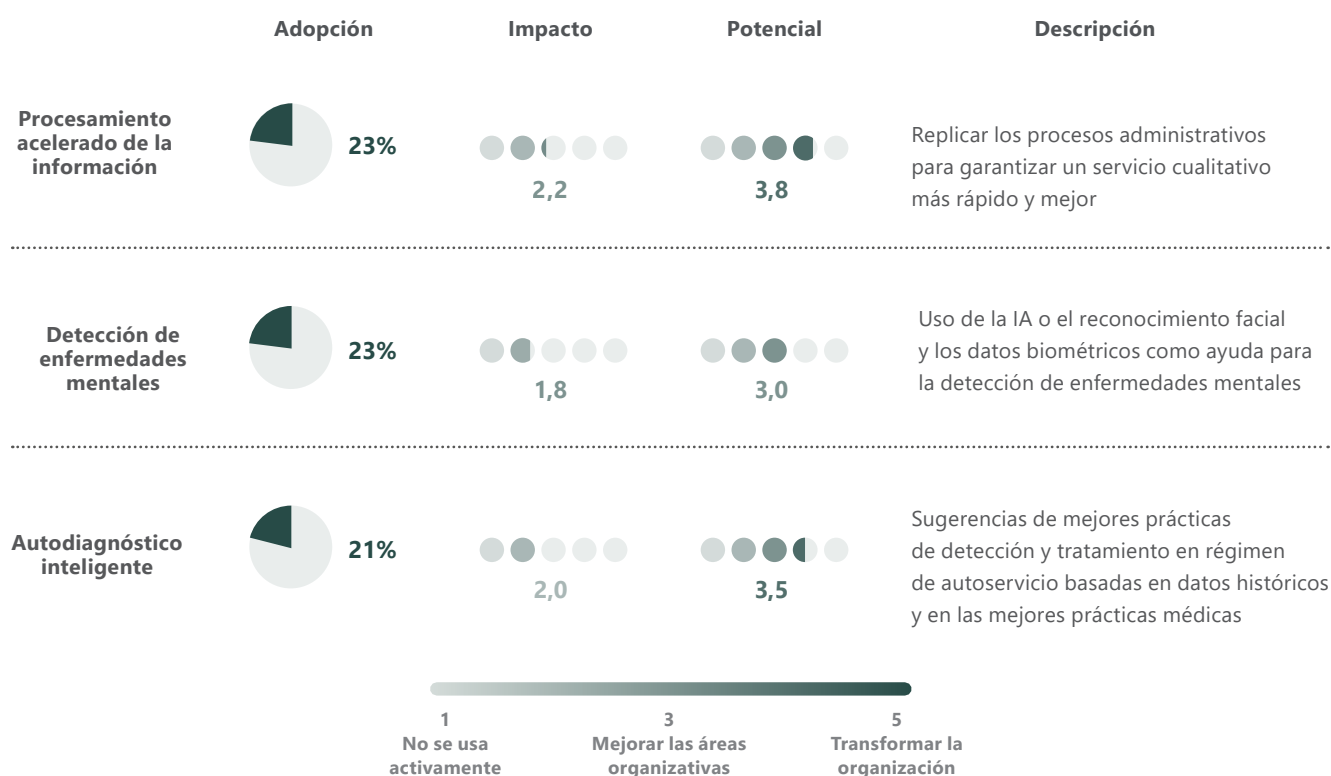 Adopción Impacto Potencial Descripción
Procesamiento
acelerado de la
información
23%
2,2
3,8
Replicar los procesos administrativos
para garantizar un servicio cualitativo
más rápido y mejor
Detección de
enfermedades
mentales
23%
1,8
3,0
Uso de la IA o el reconocimiento facial
y los datos biométricos como ayuda para
la detección de enfermedades mentales
Autodiagnóstico
inteligente
21%
2,0
3,5
Sugerencias de mejores prácticas
de detección y tratamiento en régimen
de autoservicio basadas en datos históricos
y en las mejores prácticas médicas
1
No se usa
activamente
3
Mejorar las áreas
organizativas
5
Transformar la
organización